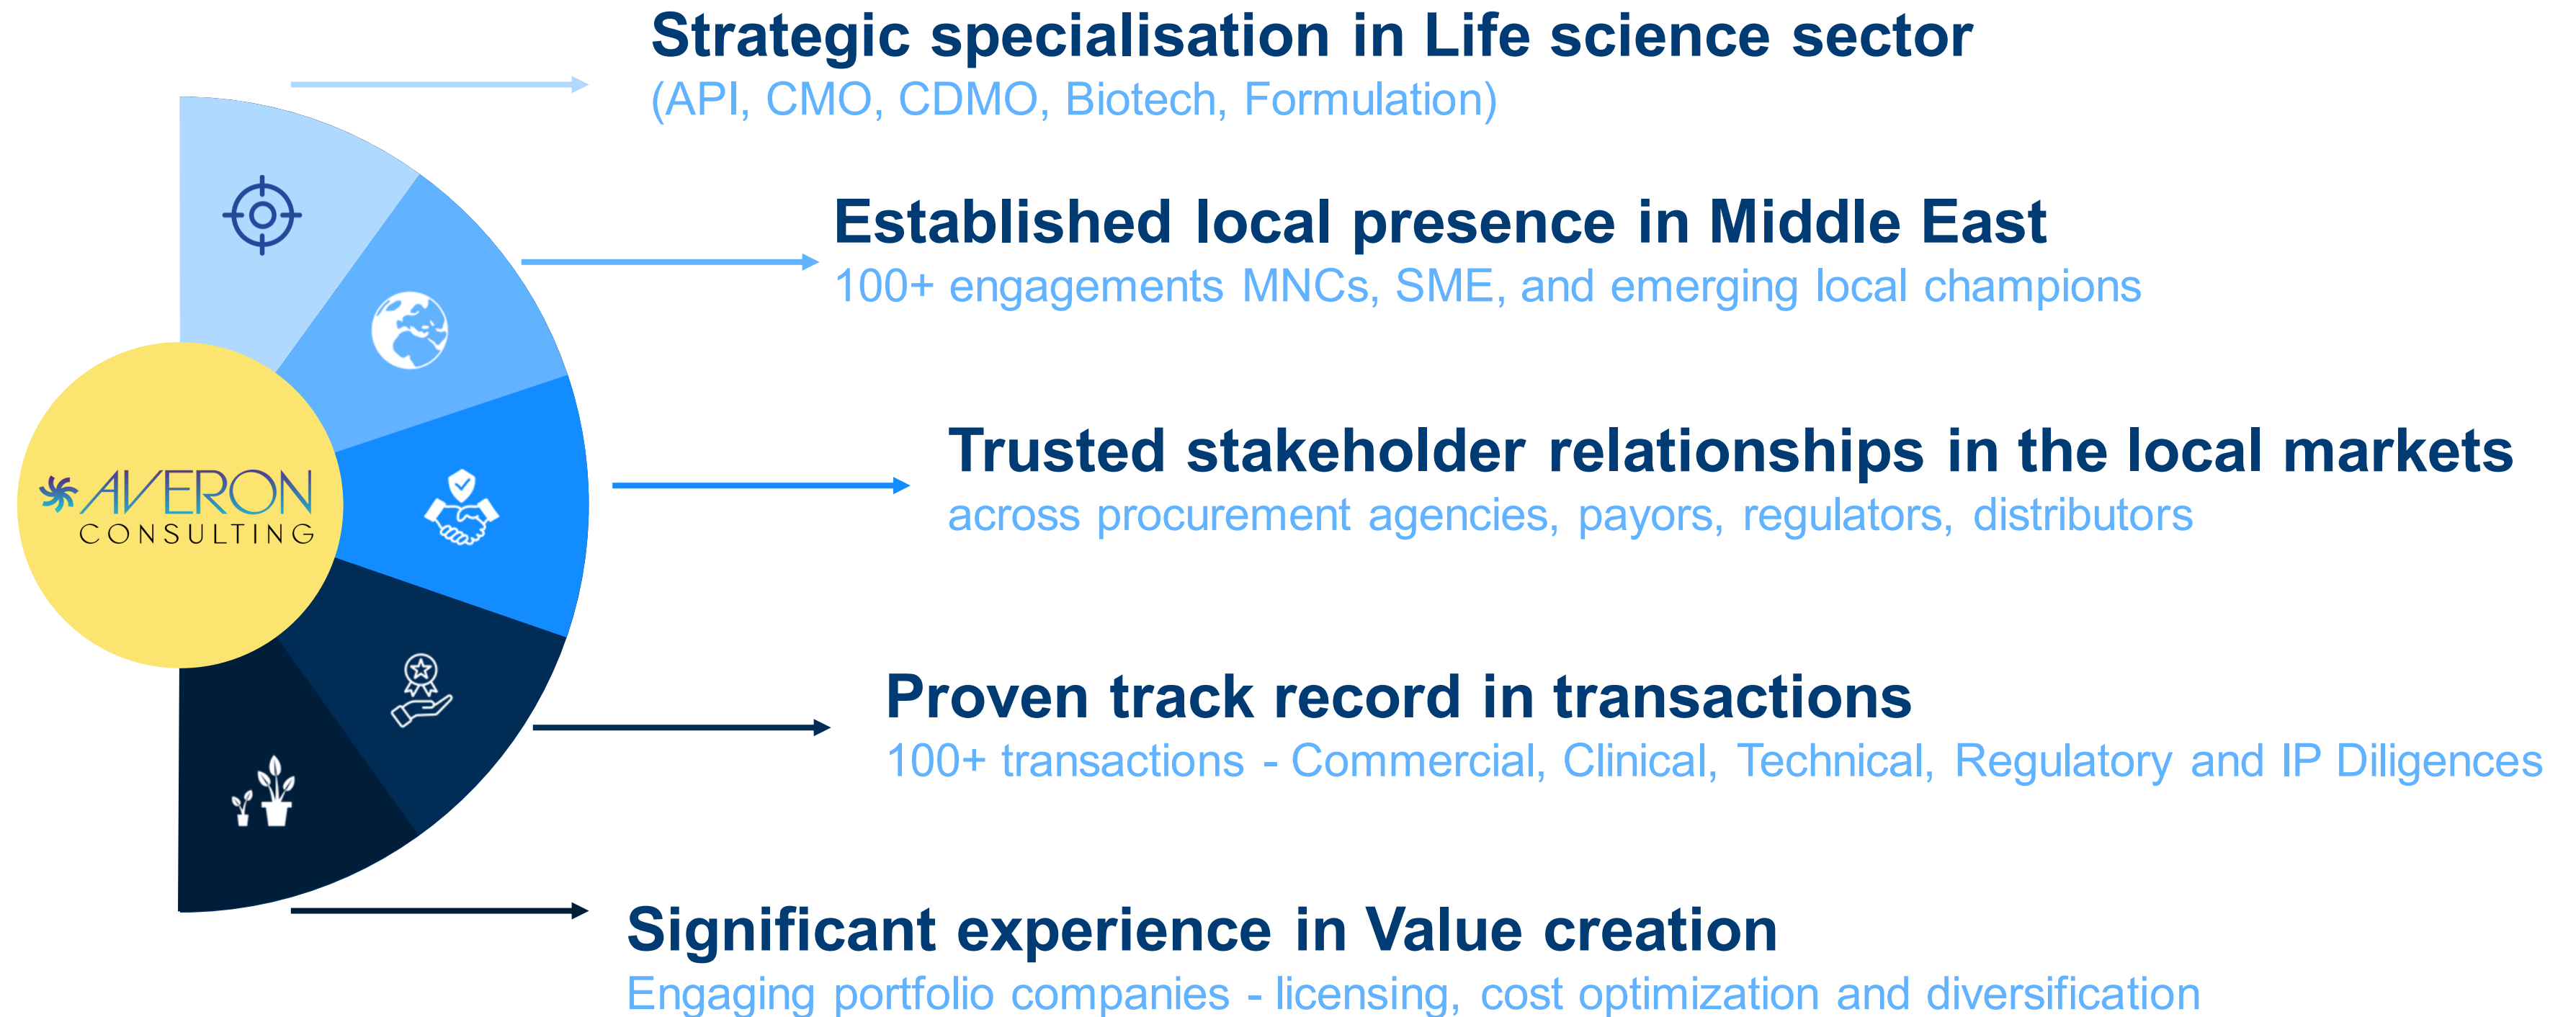 Strategic specialisation in Life science sector
(API, CMO, CDMO, Biotech, Formulation)
Established local presence in Middle East
100+ engagements MNCs, SME, and emerging local champions
Trusted stakeholder relationships in the local markets
across procurement agencies, payors, regulators, distributors
AVERON
CONSULTING
Proven track record in transactions
100+ transactions - Commercial, Clinical, Technical, Regulatory and IP Diligences
Significant experience in Value creation
Engaging portfolio companies - licensing, cost optimization and diversification